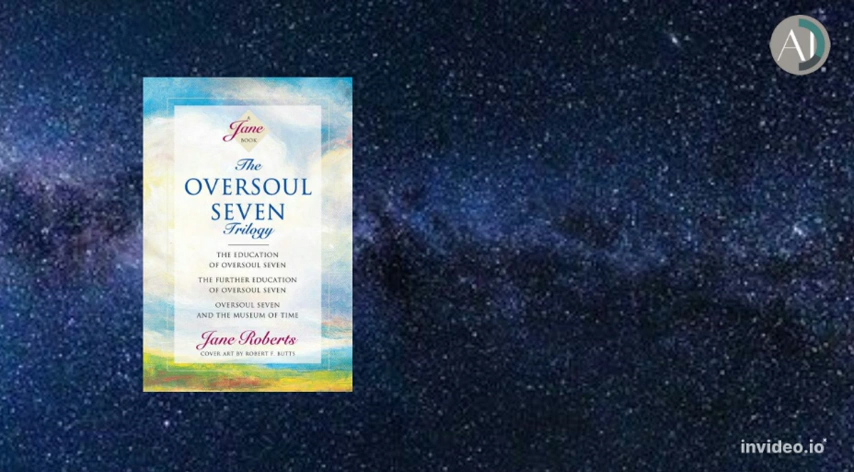 AD
Jane
BOOK
The
OVERSOUL
SEVEN
Trilogy
THE EDUCATION
OF OVERSOUL SEVEN
THE FURTHER EDUCATION
OF OVERSOUL SEVEN
OVERSOUL SEVEN
AND THE MUSEUM OF TIME
Jane Roberts
COVER ART BY ROBERT F. BUTTS
invideo.io